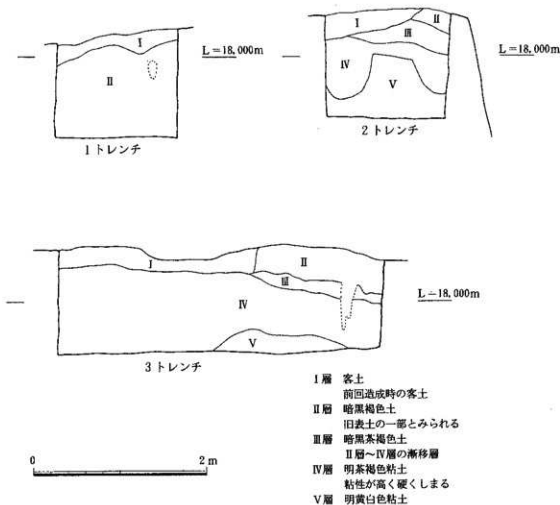 I
II
L=18,000m
1トレンチ
I
II
III
IV
V
L=18,000m
2トレンチ
I
II
III
IV
V
L=18,000m
3トレンチ
I層 客土
前回造成時の客土
II層 暗黒褐色土
旧表土の一部とみられる
III層 暗黒茶褐色土
II層～IV層の漸移層
IV層 明茶褐色粘土
粘性が高く硬くしまる
V層 明黄白色粘土
0 2m